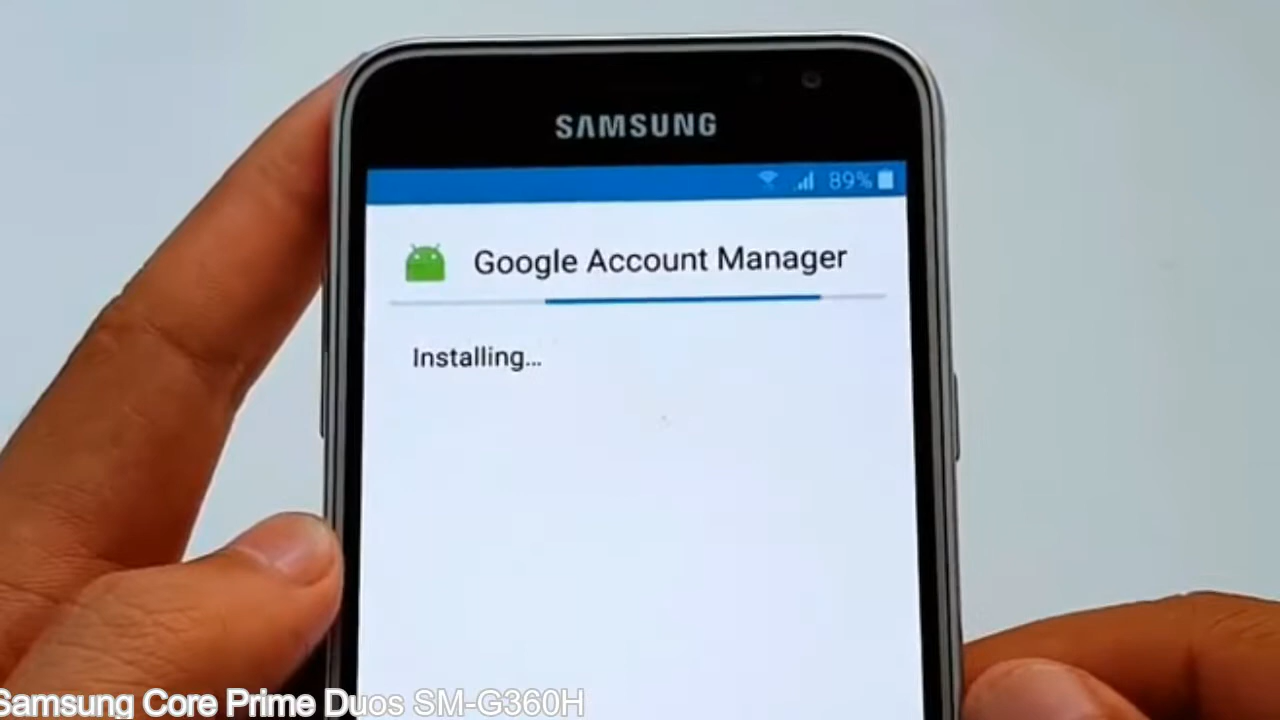 SAMSUNG
89%
Google Account Manager
Installing...
Samsung Core Prime Duos SM-G360H